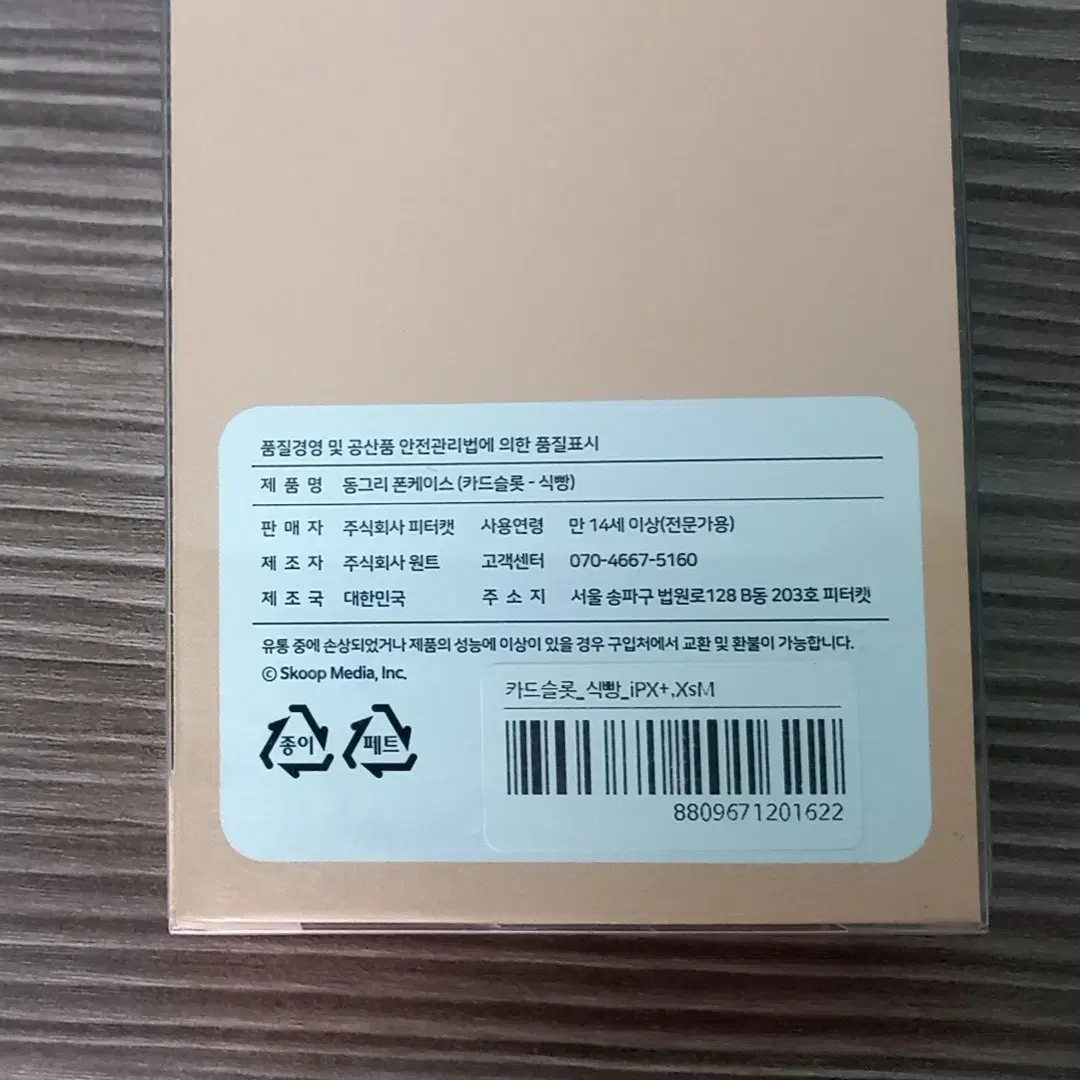 품질경영 및 공산품 안전관리법에 의한 품질표시
제 품 명 동그리 폰케이스 (카드슬롯 - 식빵)
판 매 자 주식회사 피터캣 사용연령 만 14세 이상(전문가용)
제 조 자 주식회사 원트 고객센터 070-4667-5160
제 조 국 대한민국 주 소 지 서울 송파구 법원로128 B동 203호 피터캣
유통 중에 손상되었거나 제품의 성능에 이상이 있을 경우 구입처에서 교환 및 환불이 가능합니다.
© Skoop Media, Inc.
카드슬롯_식빵_iPX+,XsM
종이 페트
8809671201622